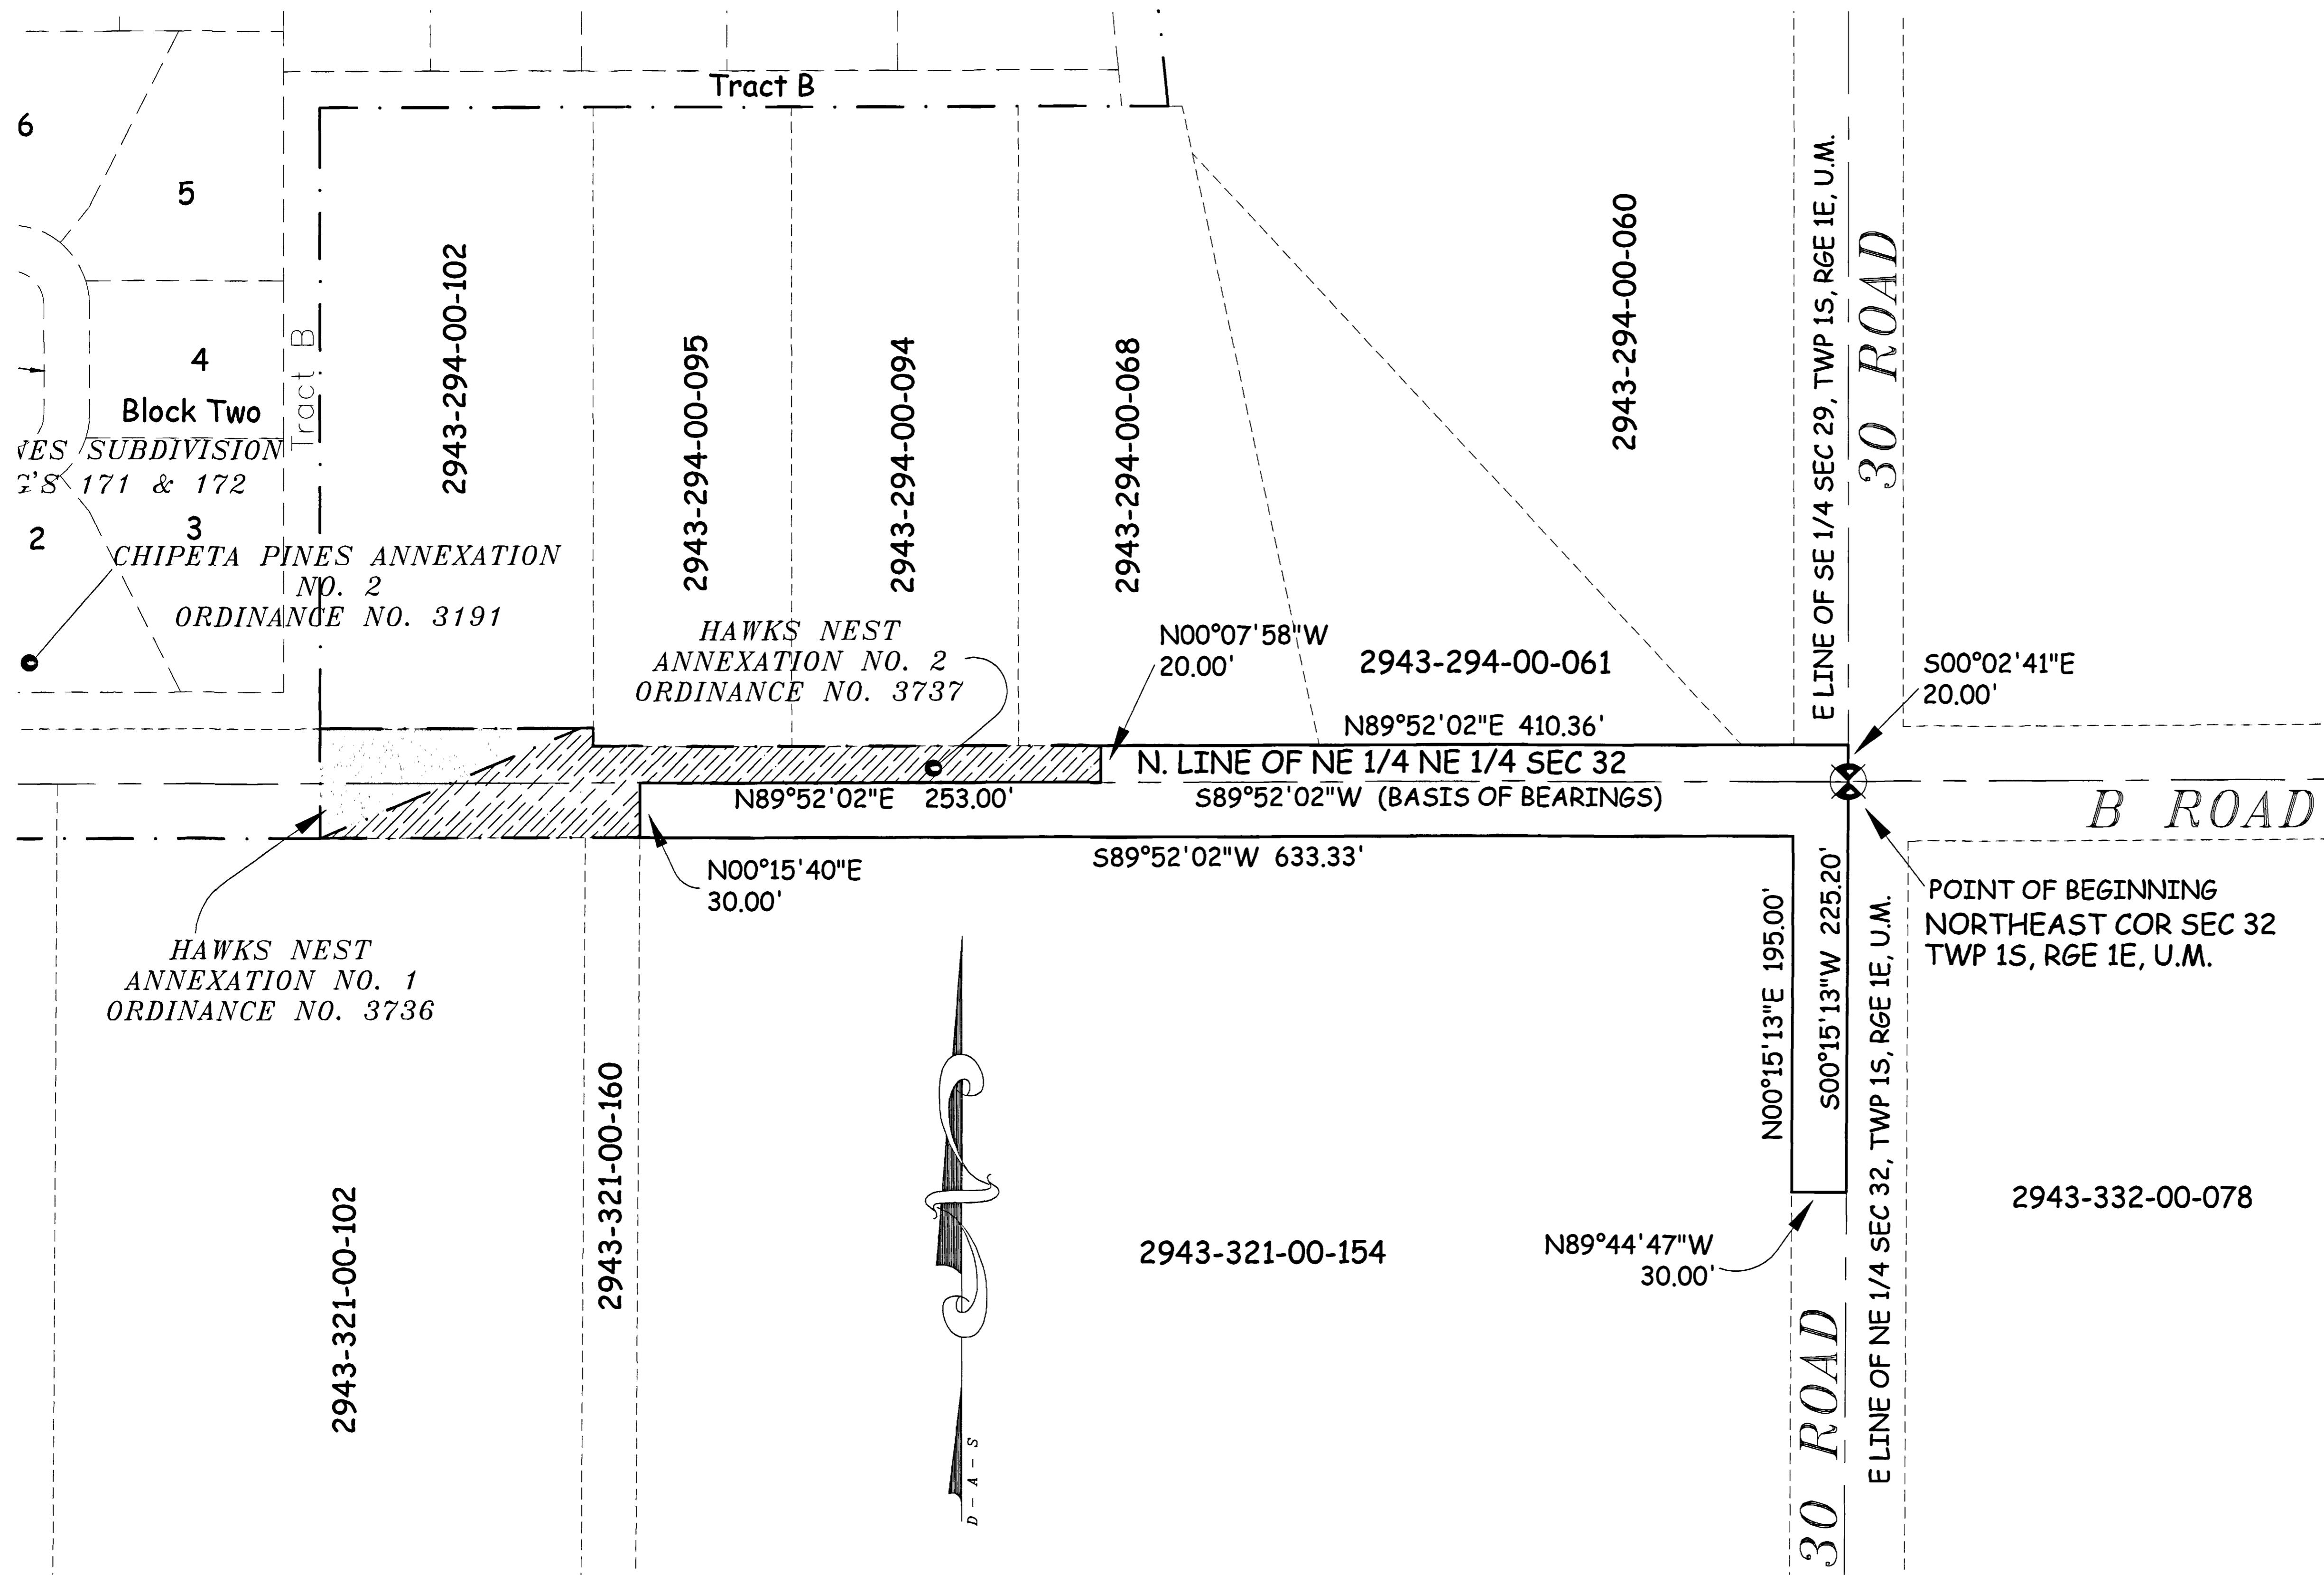 Tract B
6
5
4
Block Two
Tract B
SUBDIVISION
171 & 172
2
3
CHIPETA PINES ANNEXATION
NO. 2
ORDINANCE NO. 3191
2943-294-00-102
2943-294-00-095
2943-294-00-094
2943-294-00-068
2943-294-00-060
E LINE OF SE 1/4 SEC 29, TWP 1S, RGE 1E, U.M.
30 ROAD
HAWKS NEST
ANNEXATION NO. 2
ORDINANCE NO. 3737
N00°07'58"W
20.00'
2943-294-00-061
S00°02'41"E
20.00'
N89°52'02"E 410.36'
N. LINE OF NE 1/4 NE 1/4 SEC 32
N89°52'02"E 253.00'
S89°52'02"W (BASIS OF BEARINGS)
B ROAD
S89°52'02"W 633.33'
N00°15'40"E
30.00'
POINT OF BEGINNING
NORTHEAST COR SEC 32
TWP 1S, RGE 1E, U.M.
HAWKS NEST
ANNEXATION NO. 1
ORDINANCE NO. 3736
N00°15'13"E 195.00'
S00°15'13"W 225.20'
E LINE OF NE 1/4 SEC 32, TWP 1S, RGE 1E, U.M.
2943-321-00-102
2943-321-00-160
2943-321-00-154
N89°44'47"W
30.00'
2943-332-00-078
30 ROAD
D-A-S